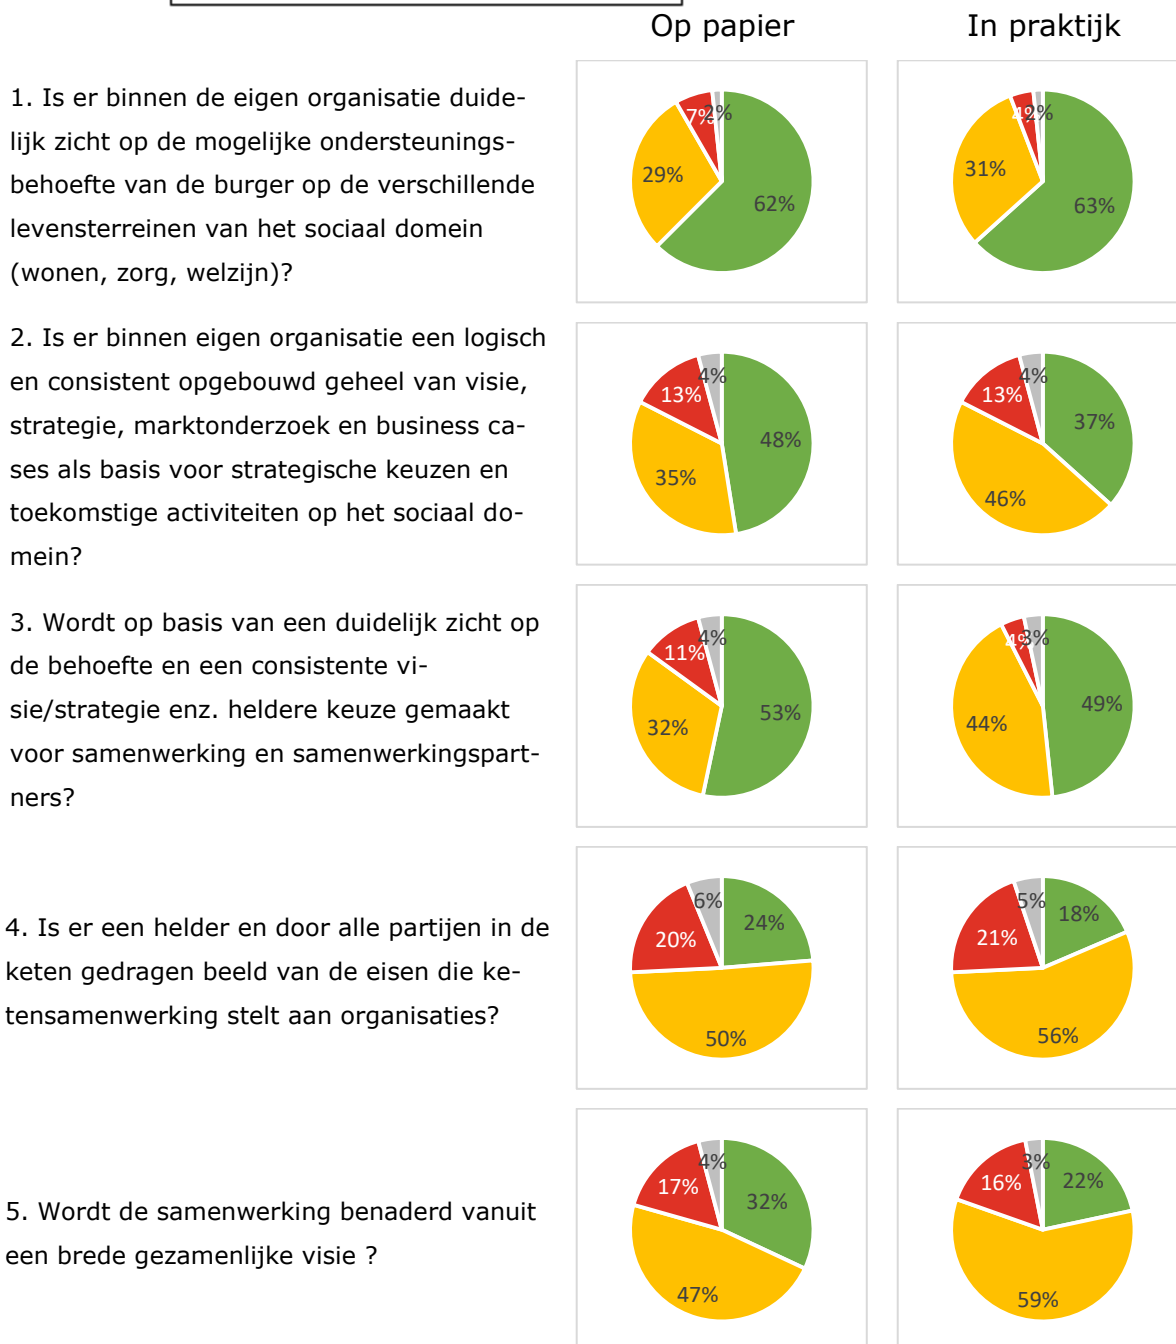 Op papier In praktijk
1. Is er binnen de eigen organisatie duide-
lijk zicht op de mogelijke ondersteunings-
behoefte van de burger op de verschillende
levensterreinen van het sociaal domein
(wonen, zorg, welzijn)?
62% 29% 7% 2%
63% 31% 4% 2%
2. Is er binnen eigen organisatie een logisch
en consistent opgebouwd geheel van visie,
strategie, marktonderzoek en business ca-
ses als basis voor strategische keuzen en
toekomstige activiteiten op het sociaal do-
mein?
48% 35% 13% 4%
37% 46% 13% 4%
3. Wordt op basis van een duidelijk zicht op
de behoefte en een consistente vi-
sie/strategie enz. heldere keuze gemaakt
voor samenwerking en samenwerkingspart-
ners?
53% 32% 11% 4%
49% 44% 4% 3%
4. Is er een helder en door alle partijen in de
keten gedragen beeld van de eisen die ke-
tensamenwerking stelt aan organisaties?
24% 50% 20% 6%
18% 56% 21% 5%
5. Wordt de samenwerking benaderd vanuit
een brede gezamenlijke visie ?
32% 47% 17% 4%
22% 59% 16% 3%